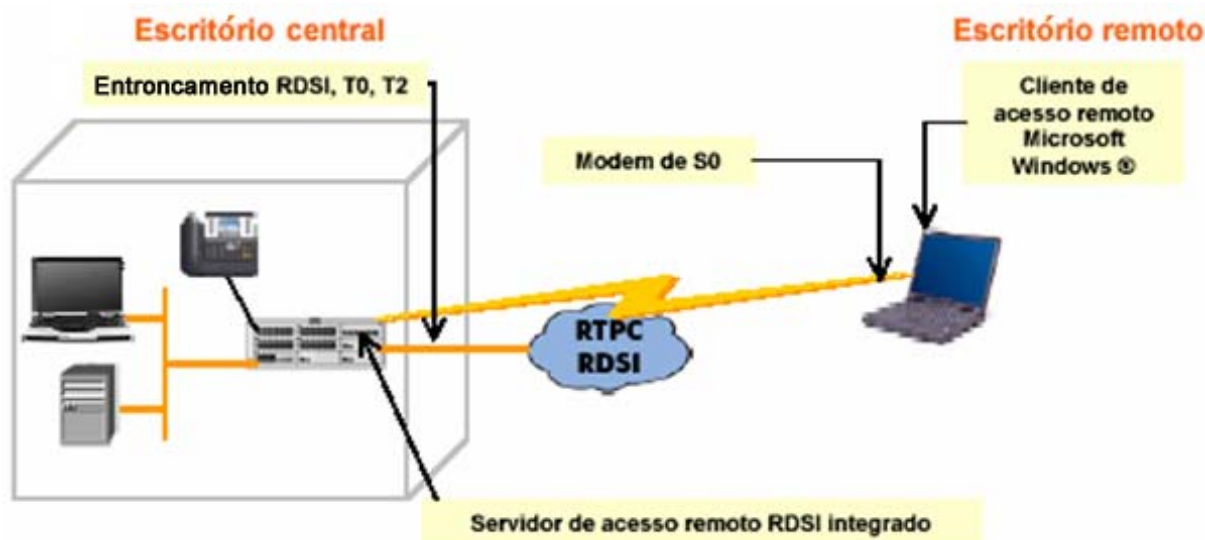 Escritório central
Escritório remoto
Entroncamento RDSI, T0, T2
Cliente de
acesso remoto
Microsoft
Windows ®
Modem de S0
RTPC
RDSI
Servidor de acesso remoto RDSI integrado